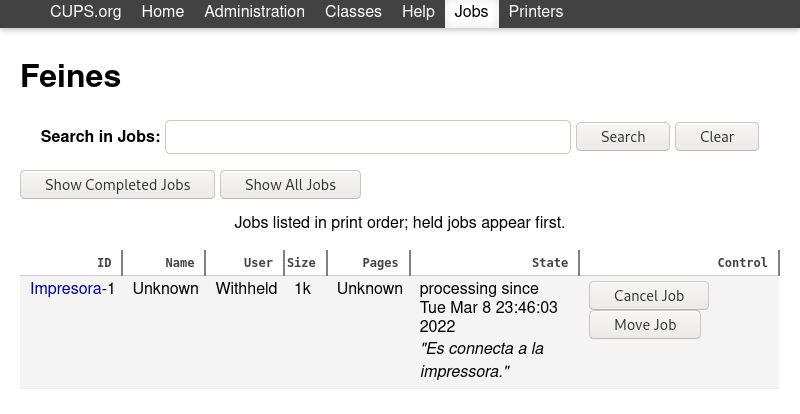 CUPS.org Home Administration Classes Help Jobs Printers
Feines
Search in Jobs: Search Clear
Show Completed Jobs Show All Jobs
Jobs listed in print order; held jobs appear first.
ID Name User Size Pages State Control
Impresora-1 Unknown Withheld 1k Unknown processing since Cancel Job
Tue Mar 8 23:46:03
2022 Move Job
"Es connecta a la
impressora."